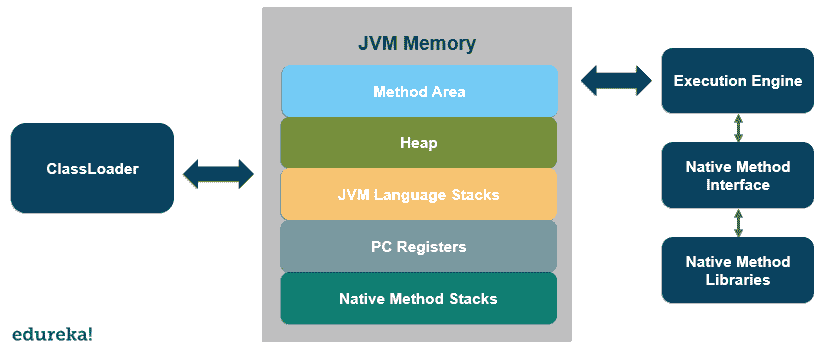 JVM Memory
Method Area
Heap
JVM Language Stacks
PC Registers
Native Method Stacks
ClassLoader
Execution Engine
Native Method
Interface
Native Method
Libraries
edureka!